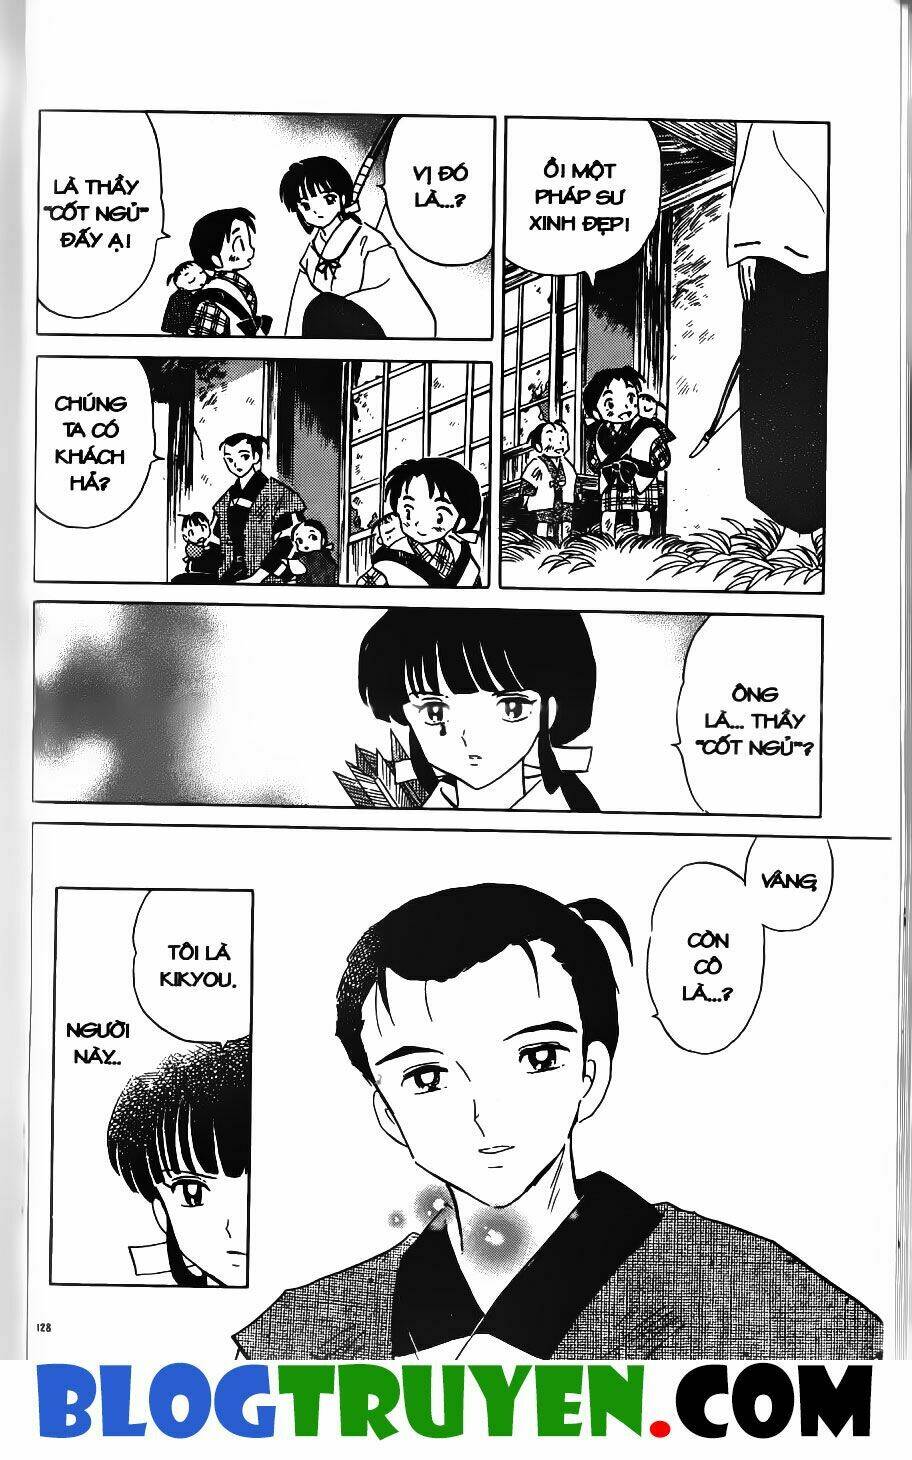 ỒI MỘT
PHÁP SƯ
XINH ĐẸP!
VỊ ĐÓ
LÀ...?
LÀ THẦY
"CỐT NGỦ"
ĐẤY Ạ!
CHÚNG
TA CÓ
KHÁCH
HẢ?
ÔNG
LÀ... THẦY
"CỐT NGỦ"?
VÂNG,
CÒN
CÔ
LÀ...?
TÔI LÀ
KIKYOU.
NGƯỜI
NÀY...
128
BLOGTRUYEN.COM